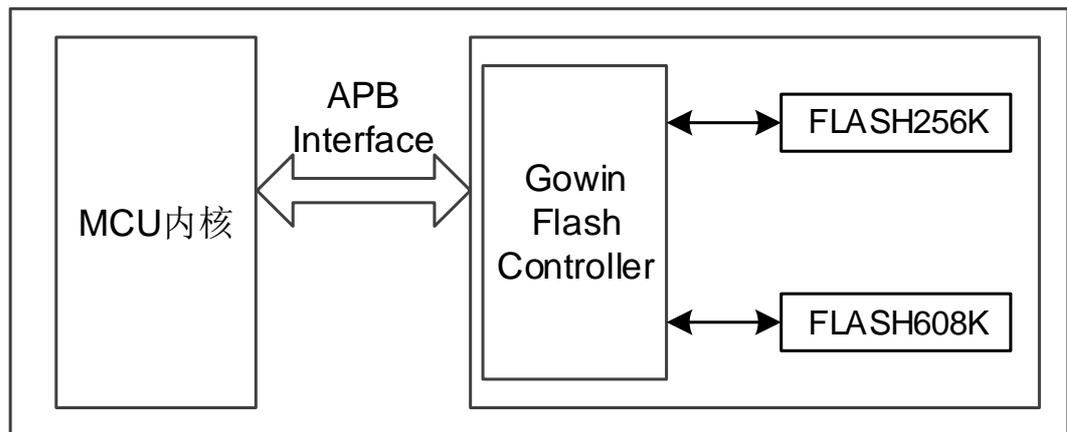 APB
Interface
MCU内核
Gowin
Flash
Controller
FLASH256K
FLASH608K